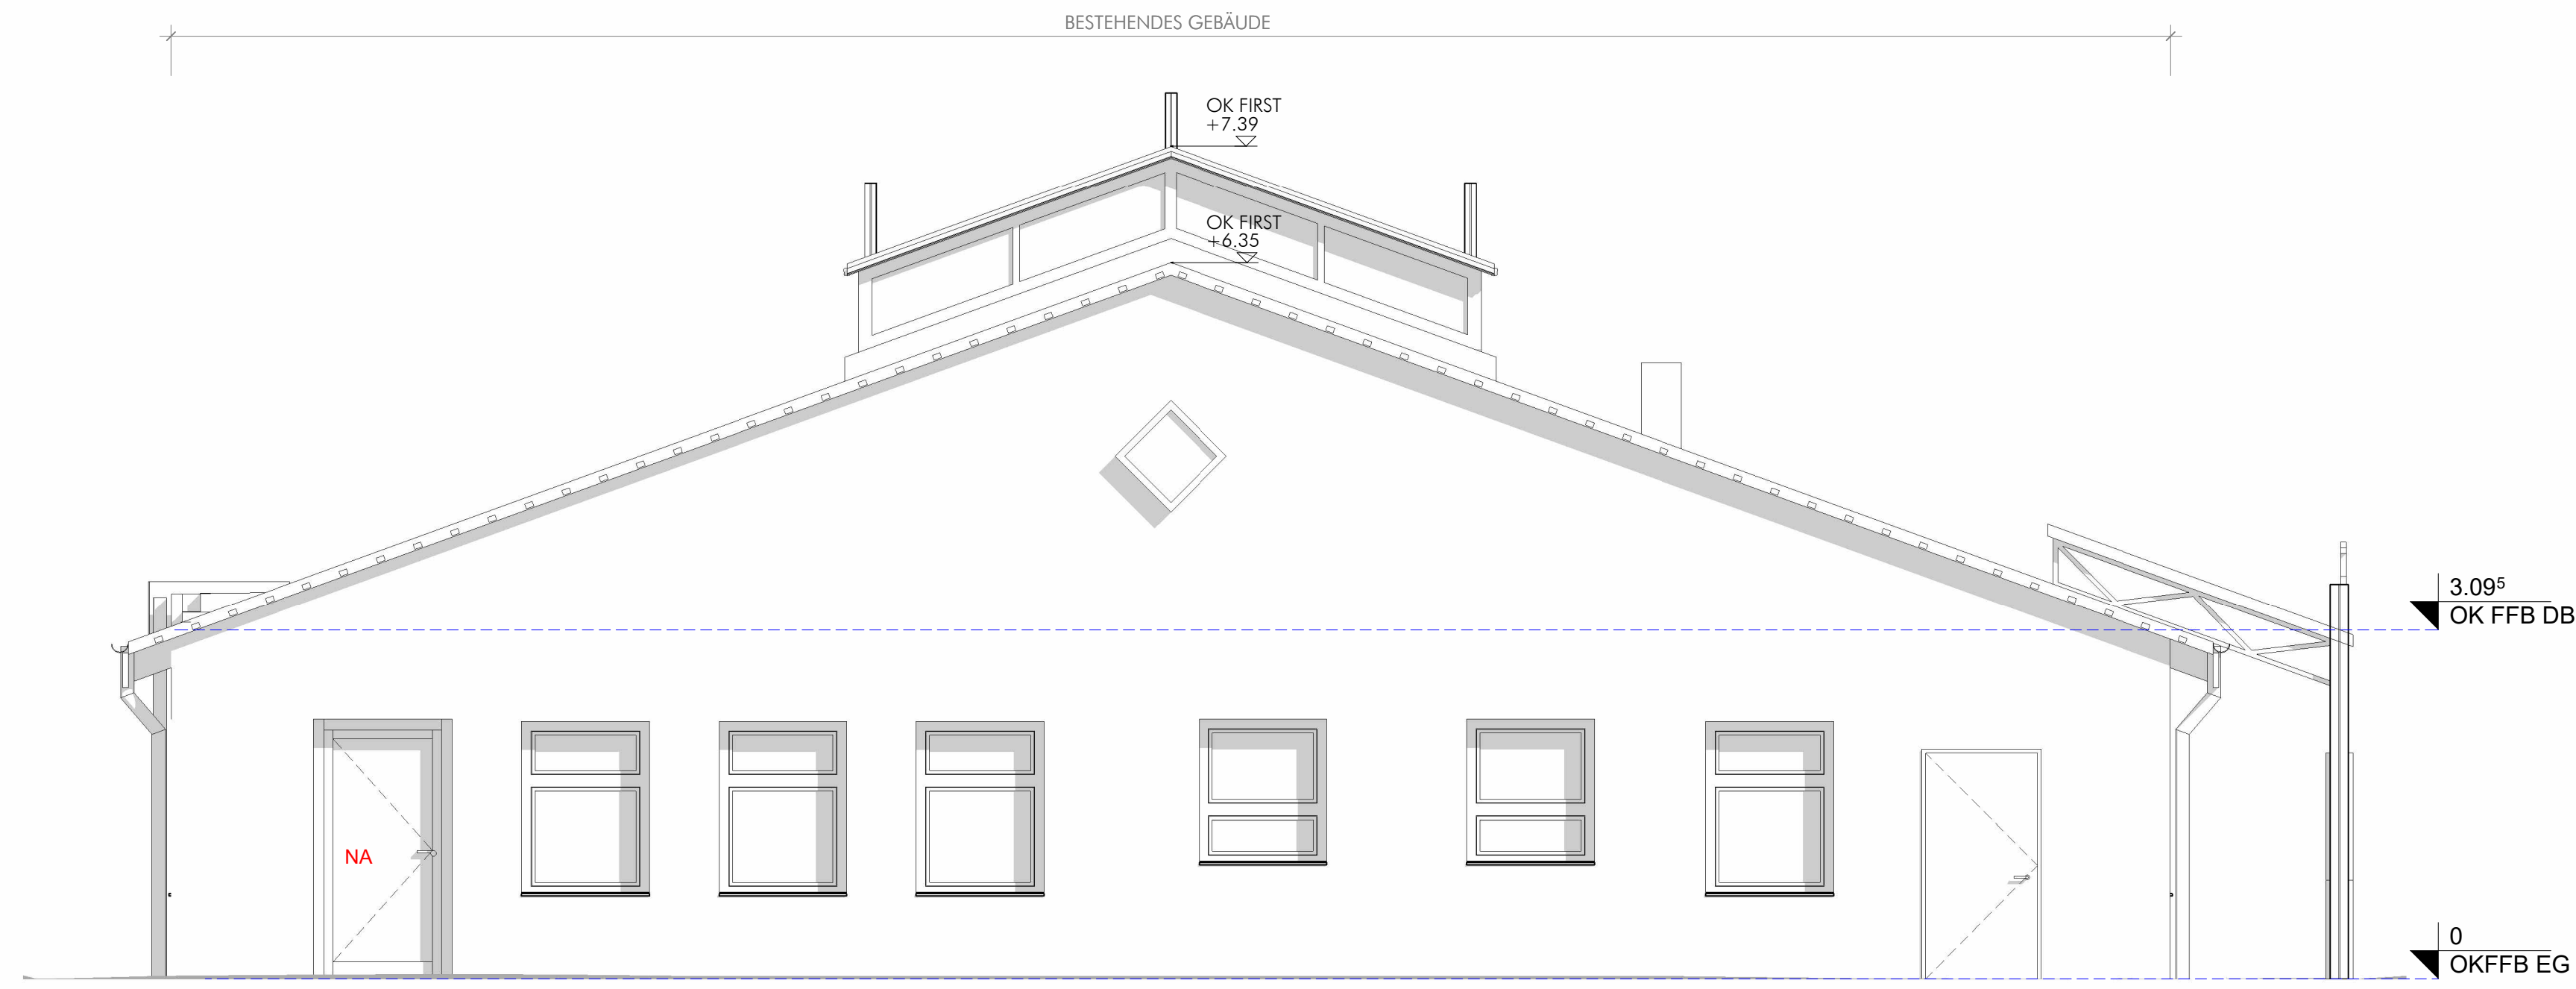 BESTEHENDES GEBÄUDE
OK FIRST
+7.39
OK FIRST
+6.35
3.09⁵
OK FFB DB
NA
0
OKFFB EG